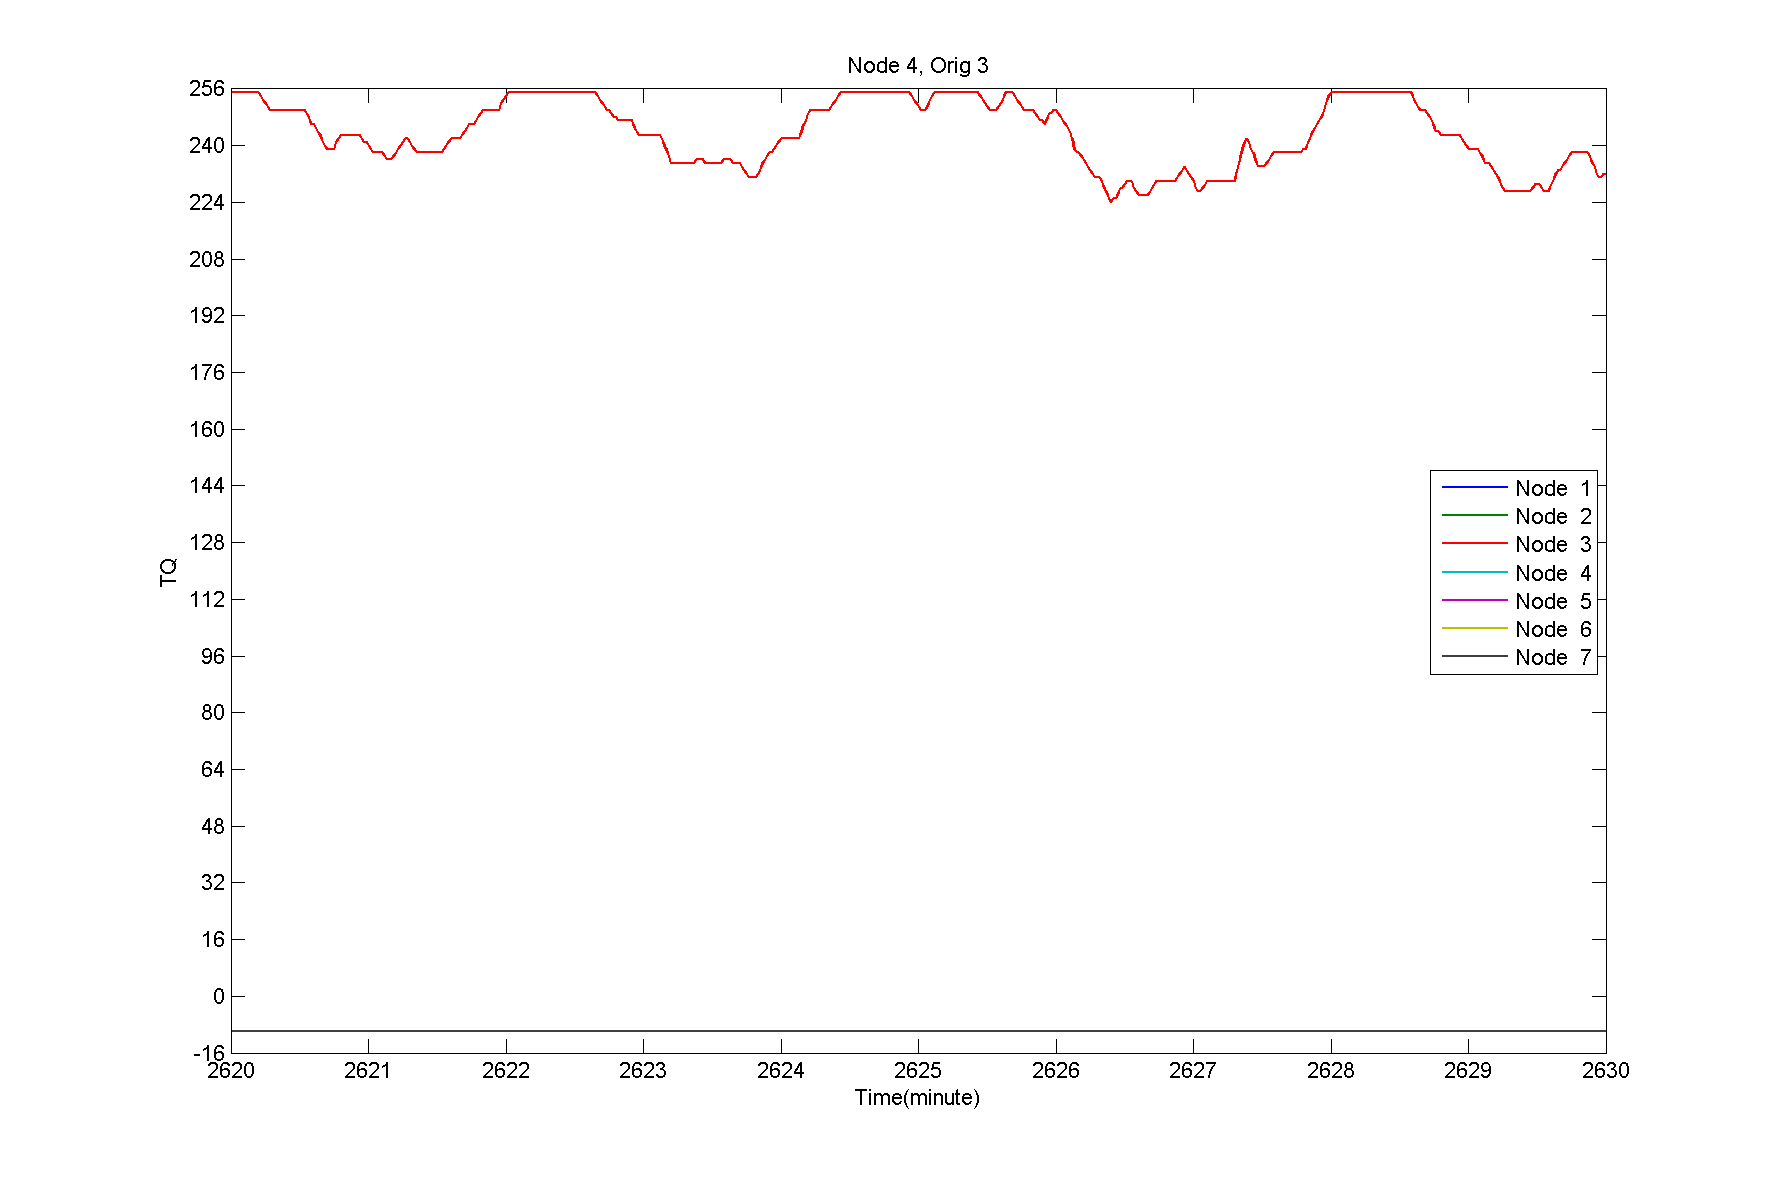 Node 4, Orig 3
256
240
224
208
192
176
160
144
128
112
96
80
64
48
32
16
0
-16
TQ
Node 1
Node 2
Node 3
Node 4
Node 5
Node 6
Node 7
2620 2621 2622 2623 2624 2625 2626 2627 2628 2629 2630
Time(minute)